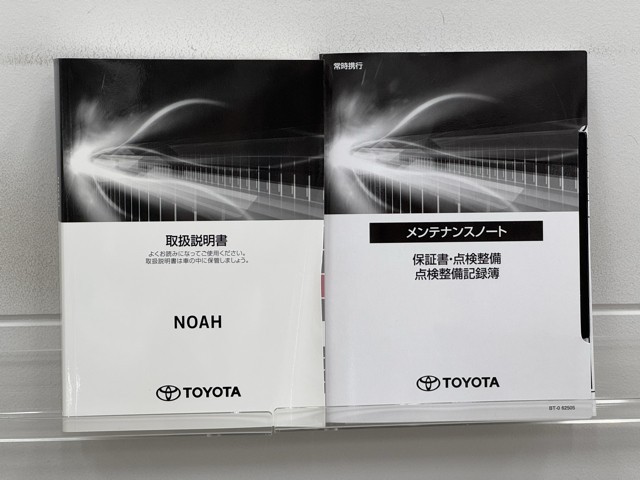 取扱説明書
よくお読みになってご使用ください。
取扱説明書は車の中に保管しましょう。
NOAH
TOYOTA
常時携行
メンテナンスノート
保証書・点検整備
点検整備記録簿
TOYOTA